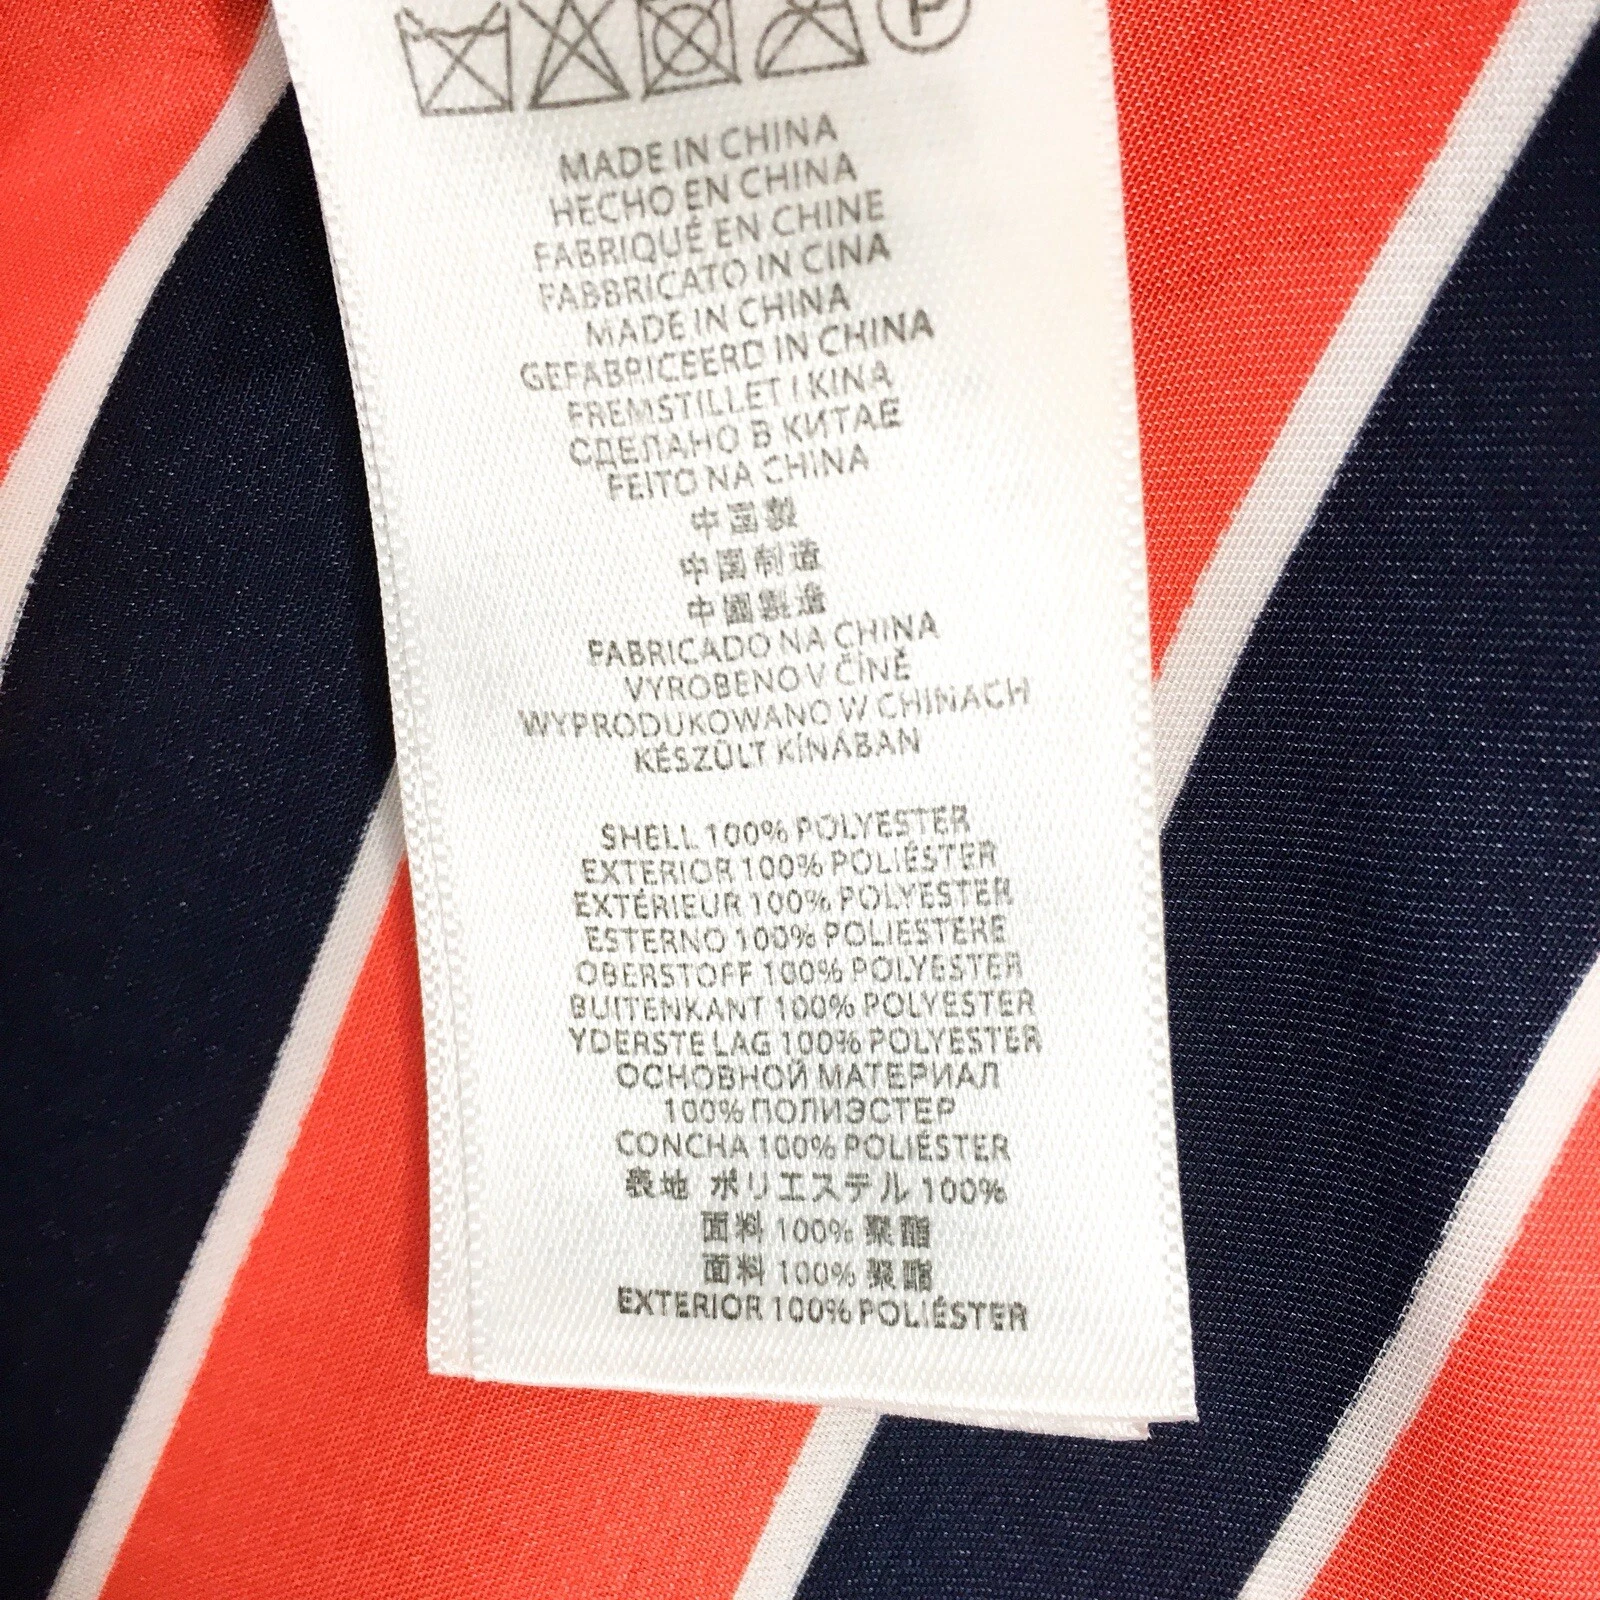 P
MADE IN CHINA
HECHO EN CHINA
FABRIQUÉ EN CHINE
FABBRICATO IN CINA
MADE IN CHINA
GEFABRICEERD IN CHINA
FREMSTILLET I KINA
СДЕЛАНО В КИТАЕ
FEITO NA CHINA
中国製
中国制造
中國製造
FABRICADO NA CHINA
VYROBENO V ČÍNĚ
WYPRODUKOWANO W CHINACH
KÉSZÜLT KÍNÁBAN
SHELL 100% POLYESTER
EXTERIOR 100% POLIÉSTER
EXTÉRIEUR 100% POLYESTER
ESTERNO 100% POLIESTERE
OBERSTOFF 100% POLYESTER
BUITENKANT 100% POLYESTER
YDERSTE LAG 100% POLYESTER
ОСНОВНОЙ МАТЕРИАЛ
100% ПОЛИЭСТЕР
CONCHA 100% POLIÉSTER
表地 ポリエステル 100%
面料 100% 聚酯
面料 100% 聚酯
EXTERIOR 100% POLIÉSTER